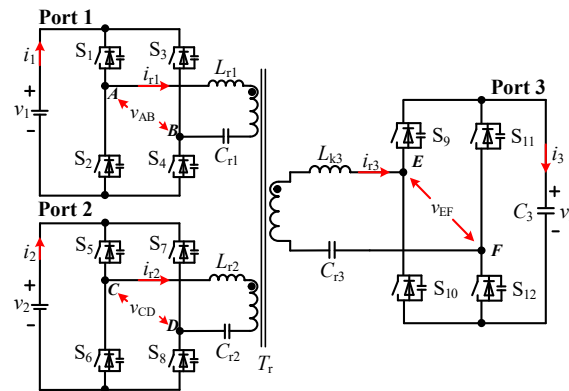 Port 1
i1
S1
S3
ir1
Lr1
A
vAB
B
v1
+
−
S2
S4
Cr1
Port 2
i2
S5
S7
ir2
Lr2
C
vCD
D
v2
+
−
S6
S8
Cr2
Tr
Port 3
Lk3
ir3
E
S9
S11
i3
vEF
C3
+
v
−
F
Cr3
S10
S12